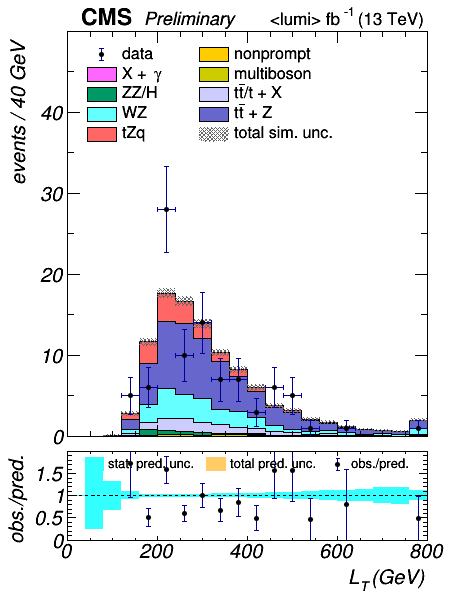 CMS Preliminary <lumi> fb⁻¹ (13 TeV)
events / 40 GeV
data
nonprompt
X + γ
multiboson
ZZ/H
tt̄/t + X
WZ
tt̄ + Z
tZ̄q
total sim. unc.
40
30
20
10
0
obs./pred.
stat. pred. unc.
total pred. unc.
obs./pred.
1.5
1
0.5
0
0 200 400 600 800
L_T(GeV)